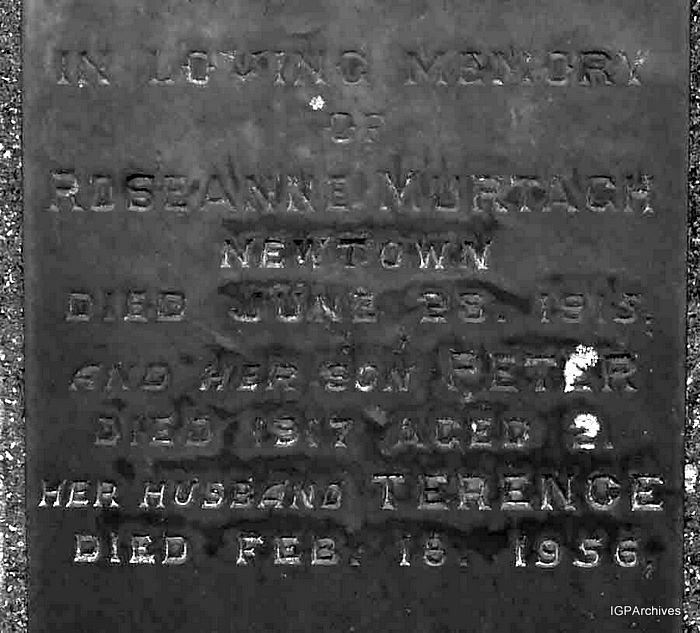 IN LOVING MEMORY
OF
ROSEANNE MURTAGH
NEWTOWN
DIED JUNE 23. 1915,
AND HER SON PETER
DIED 1917 AGED
HER HUSBAND TERENCE
DIED FEB. 18. 1956,
IGPArchives